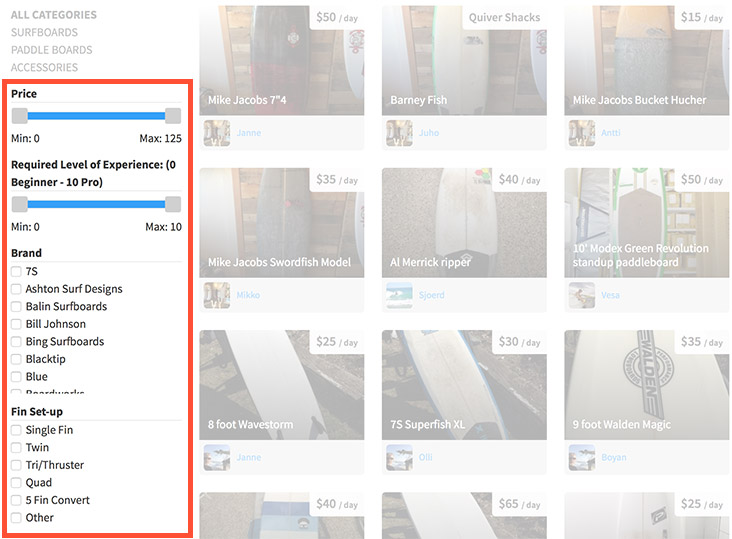 ALL CATEGORIES
SURFBOARDS
PADDLE BOARDS
ACCESSORIES
Price
Min: 0 Max: 125
Required Level of Experience: (0
Beginner - 10 Pro)
Min: 0 Max: 10
Brand
7S
Ashton Surf Designs
Balin Surfboards
Bill Johnson
Bing Surfboards
Blacktip
Blue
Boardworks
Fin Set-up
Single Fin
Twin
Tri/Thruster
Quad
5 Fin Convert
Other
$50 / day
Mike Jacobs 7"4
Janne
Quiver Shacks
Barney Fish
Juho
$15 / day
Mike Jacobs Bucket Hucher
Antti
$35 / day
Mike Jacobs Swordfish Model
Mikko
$40 / day
Al Merrick ripper
Sjoerd
$50 / day
10' Modex Green Revolution
standup paddleboard
Vesa
$25 / day
8 foot Wavestorm
Janne
$30 / day
7S Superfish XL
Olli
$35 / day
WALDEN
9 foot Walden Magic
Boyan
$40 / day
$65 / day
$25 / day